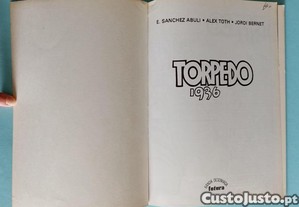 E. SANCHEZ ABULI • ALEX TOTH • JORDI BERNET
TORPEDO
1936
futura
CustoJusto.pt